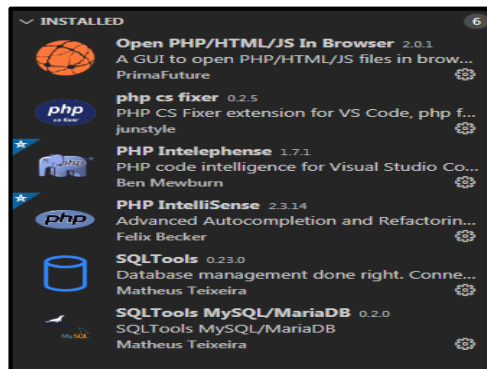 INSTALLED 6
Open PHP/HTML/JS In Browser 2.0.1
A GUI to open PHP/HTML/JS files in brow...
PrimaFuture
php cs fixer
php cs fixer 0.2.5
PHP CS Fixer extension for VS Code, php f...
junstyle
php
PHP Intelephense 1.7.1
PHP code intelligence for Visual Studio Co...
Ben Mewburn
php
PHP IntelliSense 2.3.14
Advanced Autocompletion and Refactorin...
Felix Becker
SQLTools 0.23.0
Database management done right. Conne...
Matheus Teixeira
MySQL
SQLTools MySQL/MariaDB 0.2.0
SQLTools MySQL/MariaDB
Matheus Teixeira